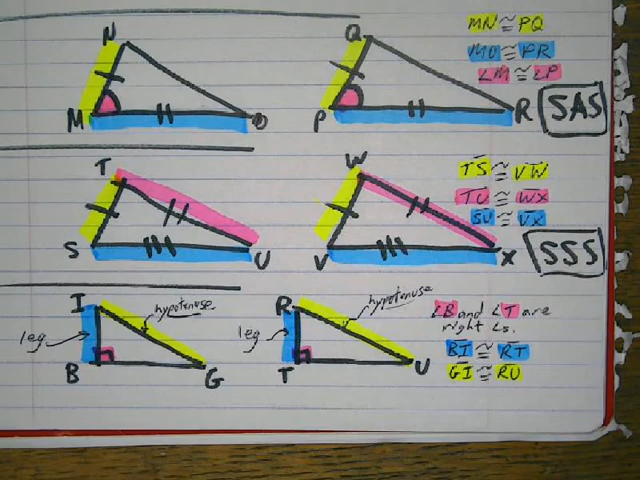 N
M
O
Q
P
R
MN ≅ PQ
MO ≅ PR
∠M ≅ ∠P
SAS
T
S
U
W
V
X
TS ≅ VW
TU ≅ WX
SU ≅ VX
SSS
I
hypotenuse
leg
B
G
R
hypotenuse
leg
T
U
∠B and ∠T are
right ∠s.
BI ≅ RT
GI ≅ RU